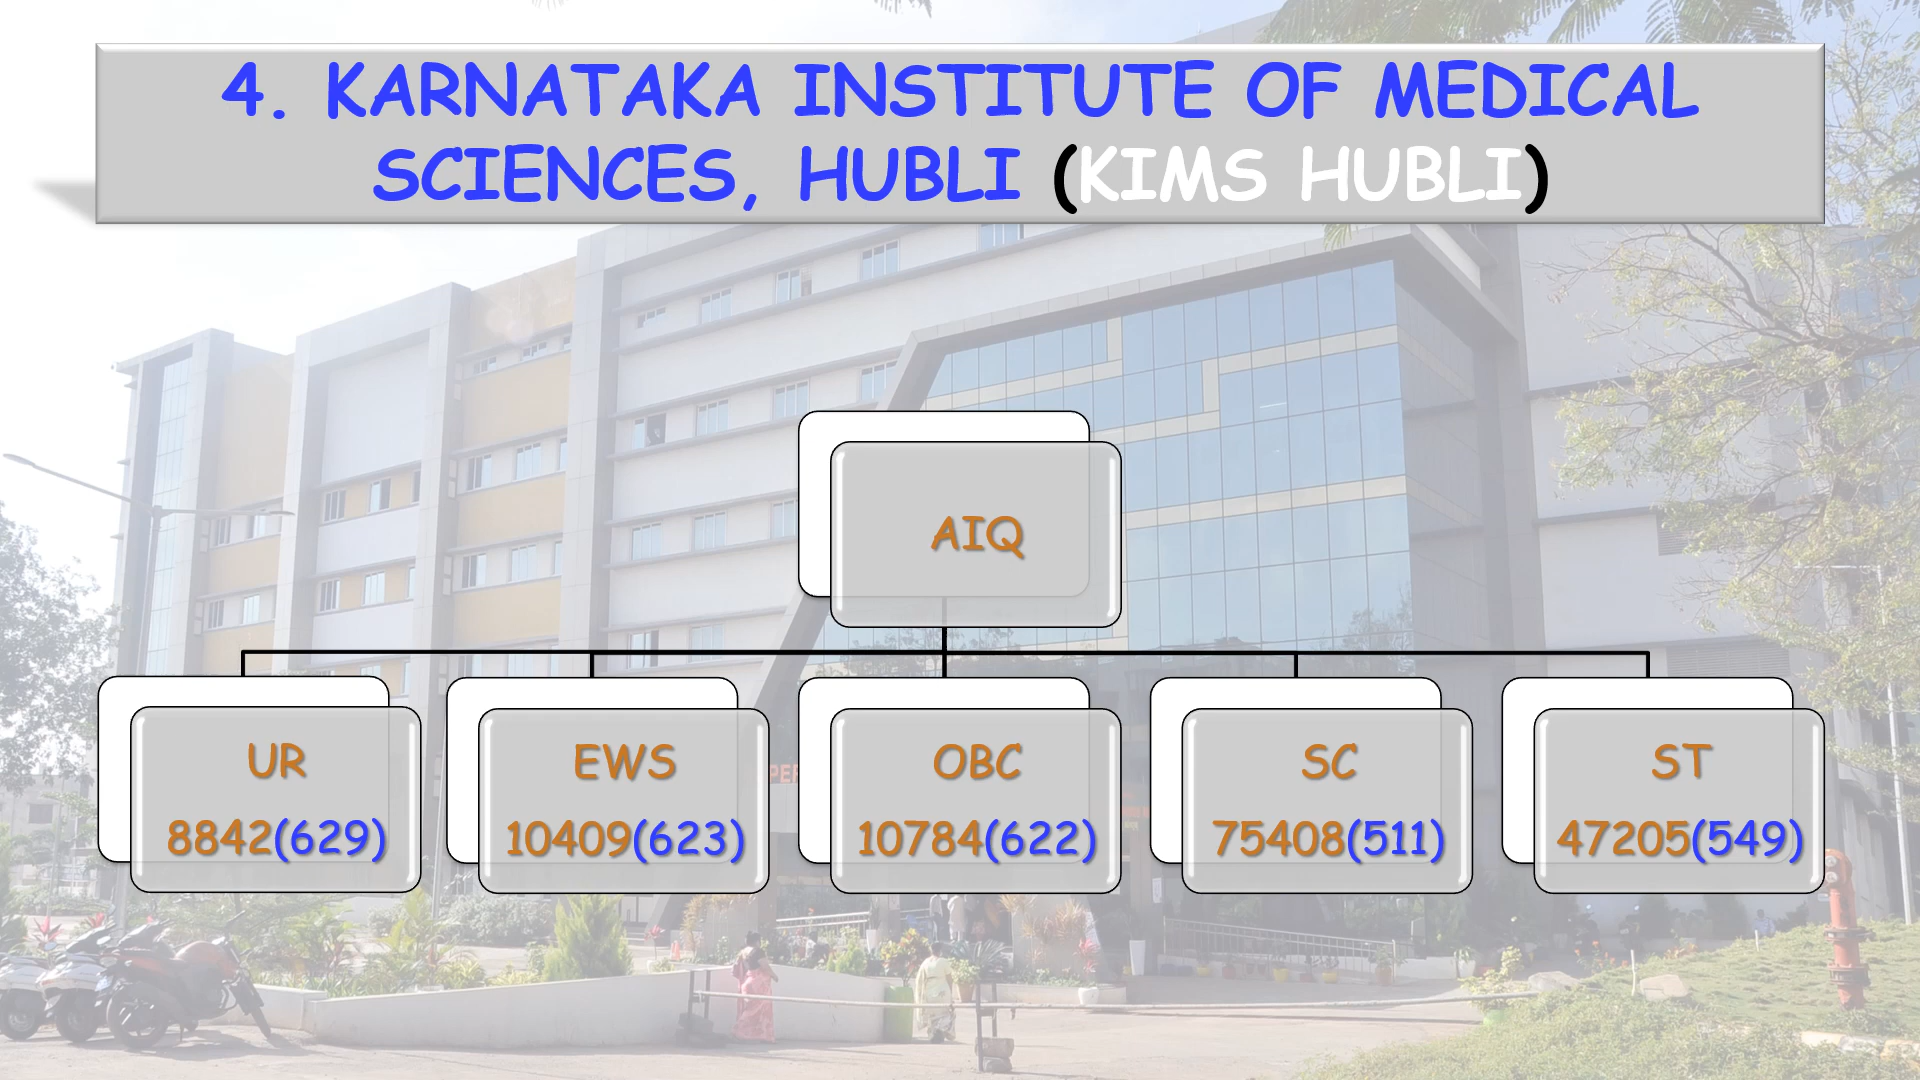 4. KARNATAKA INSTITUTE OF MEDICAL
SCIENCES, HUBLI (KIMS HUBLI)
AIQ
UR
8842(629)
EWS
10409(623)
OBC
10784(622)
SC
75408(511)
ST
47205(549)